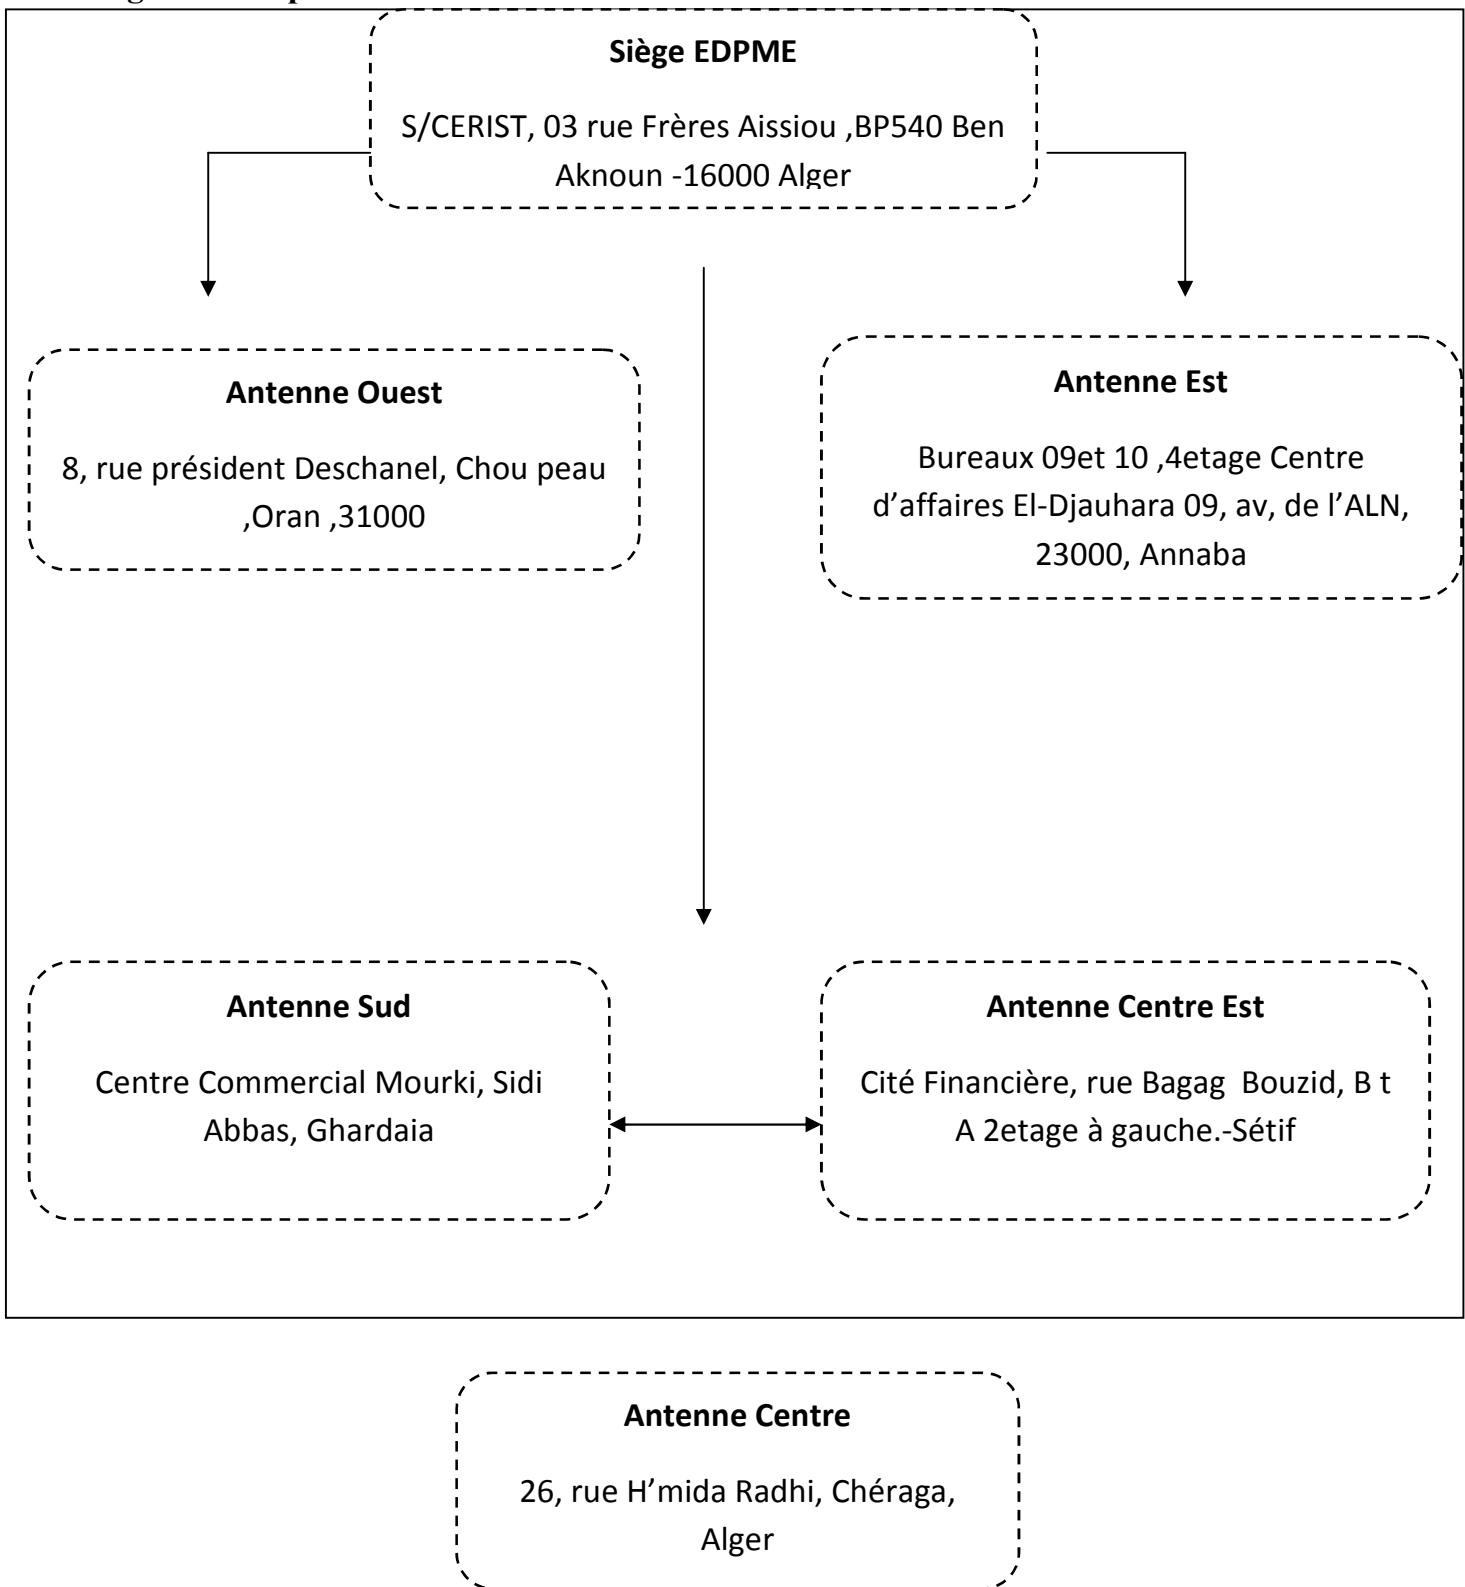 Siège EDPME
S/CERIST, 03 rue Frères Aissiou ,BP540 Ben
Aknoun -16000 Alger
Antenne Ouest
8, rue président Deschanel, Chou peau
,Oran ,31000
Antenne Est
Bureaux 09et 10 ,4etage Centre
d’affaires El-Djauhara 09, av, de l’ALN,
23000, Annaba
Antenne Sud
Centre Commercial Mourki, Sidi
Abbas, Ghardaia
Antenne Centre Est
Cité Financière, rue Bagag  Bouzid, B t
A 2etage à gauche.-Sétif
Antenne Centre
26, rue H’mida Radhi, Chéraga,
Alger